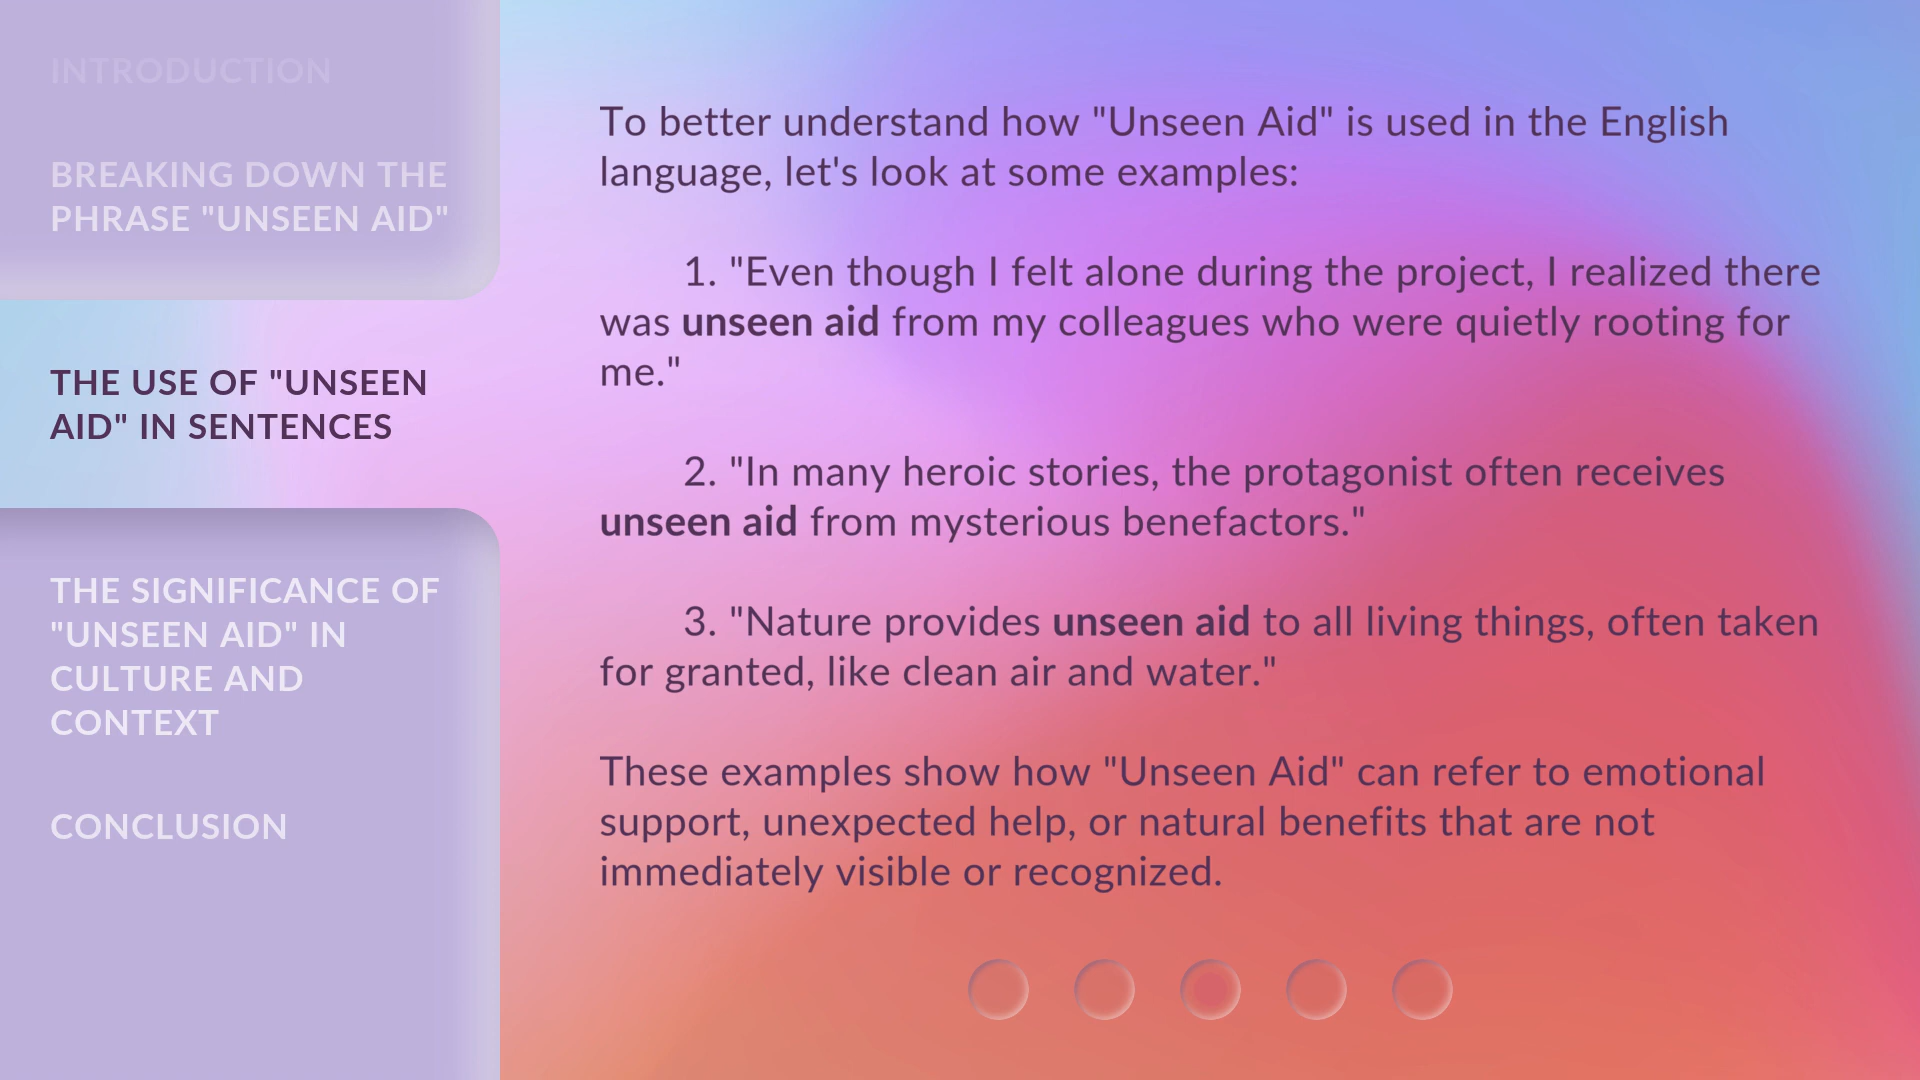 INTRODUCTION
BREAKING DOWN THE
PHRASE "UNSEEN AID"
THE USE OF "UNSEEN
AID" IN SENTENCES
THE SIGNIFICANCE OF
"UNSEEN AID" IN
CULTURE AND
CONTEXT
CONCLUSION
To better understand how "Unseen Aid" is used in the English
language, let's look at some examples:
1. "Even though I felt alone during the project, I realized there
was unseen aid from my colleagues who were quietly rooting for
me."
2. "In many heroic stories, the protagonist often receives
unseen aid from mysterious benefactors."
3. "Nature provides unseen aid to all living things, often taken
for granted, like clean air and water."
These examples show how "Unseen Aid" can refer to emotional
support, unexpected help, or natural benefits that are not
immediately visible or recognized.